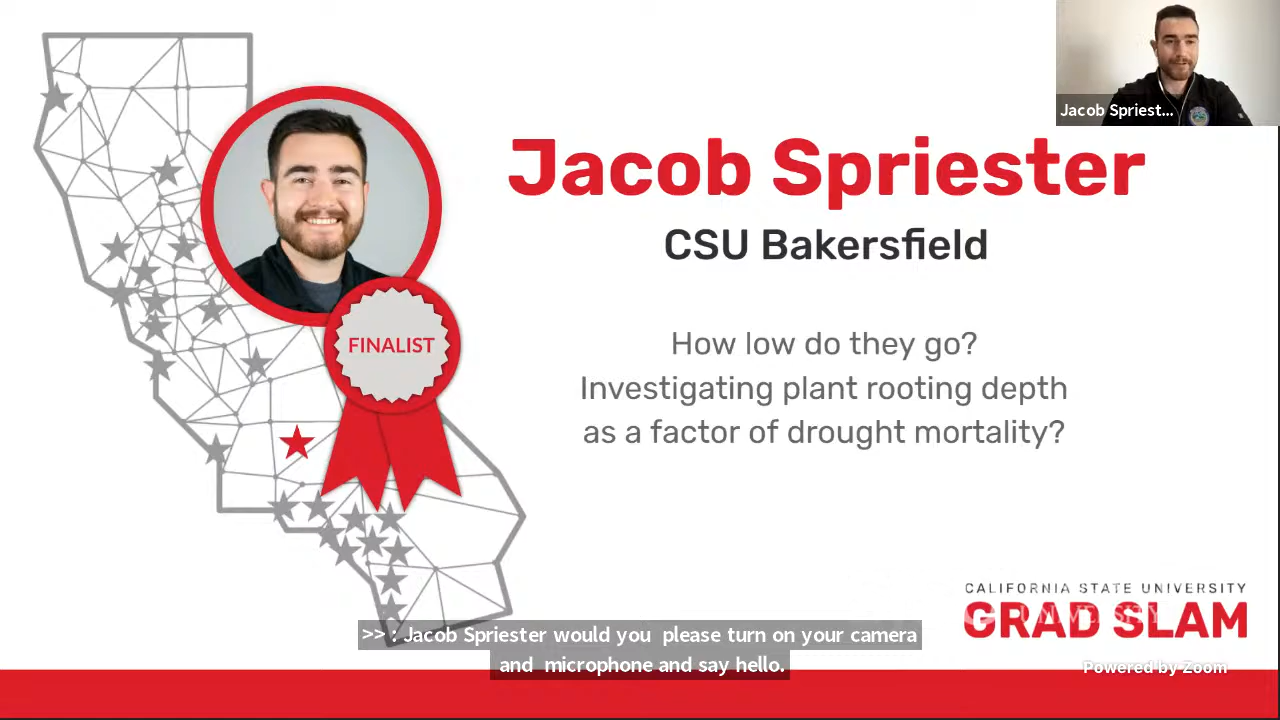 Jacob Spriest...
Jacob Spriester
CSU Bakersfield
FINALIST
How low do they go?
Investigating plant rooting depth
as a factor of drought mortality?
CALIFORNIA STATE UNIVERSITY
GRAD SLAM
>> : Jacob Spriester would you please turn on your camera
and microphone and say hello.
Powered by Zoom